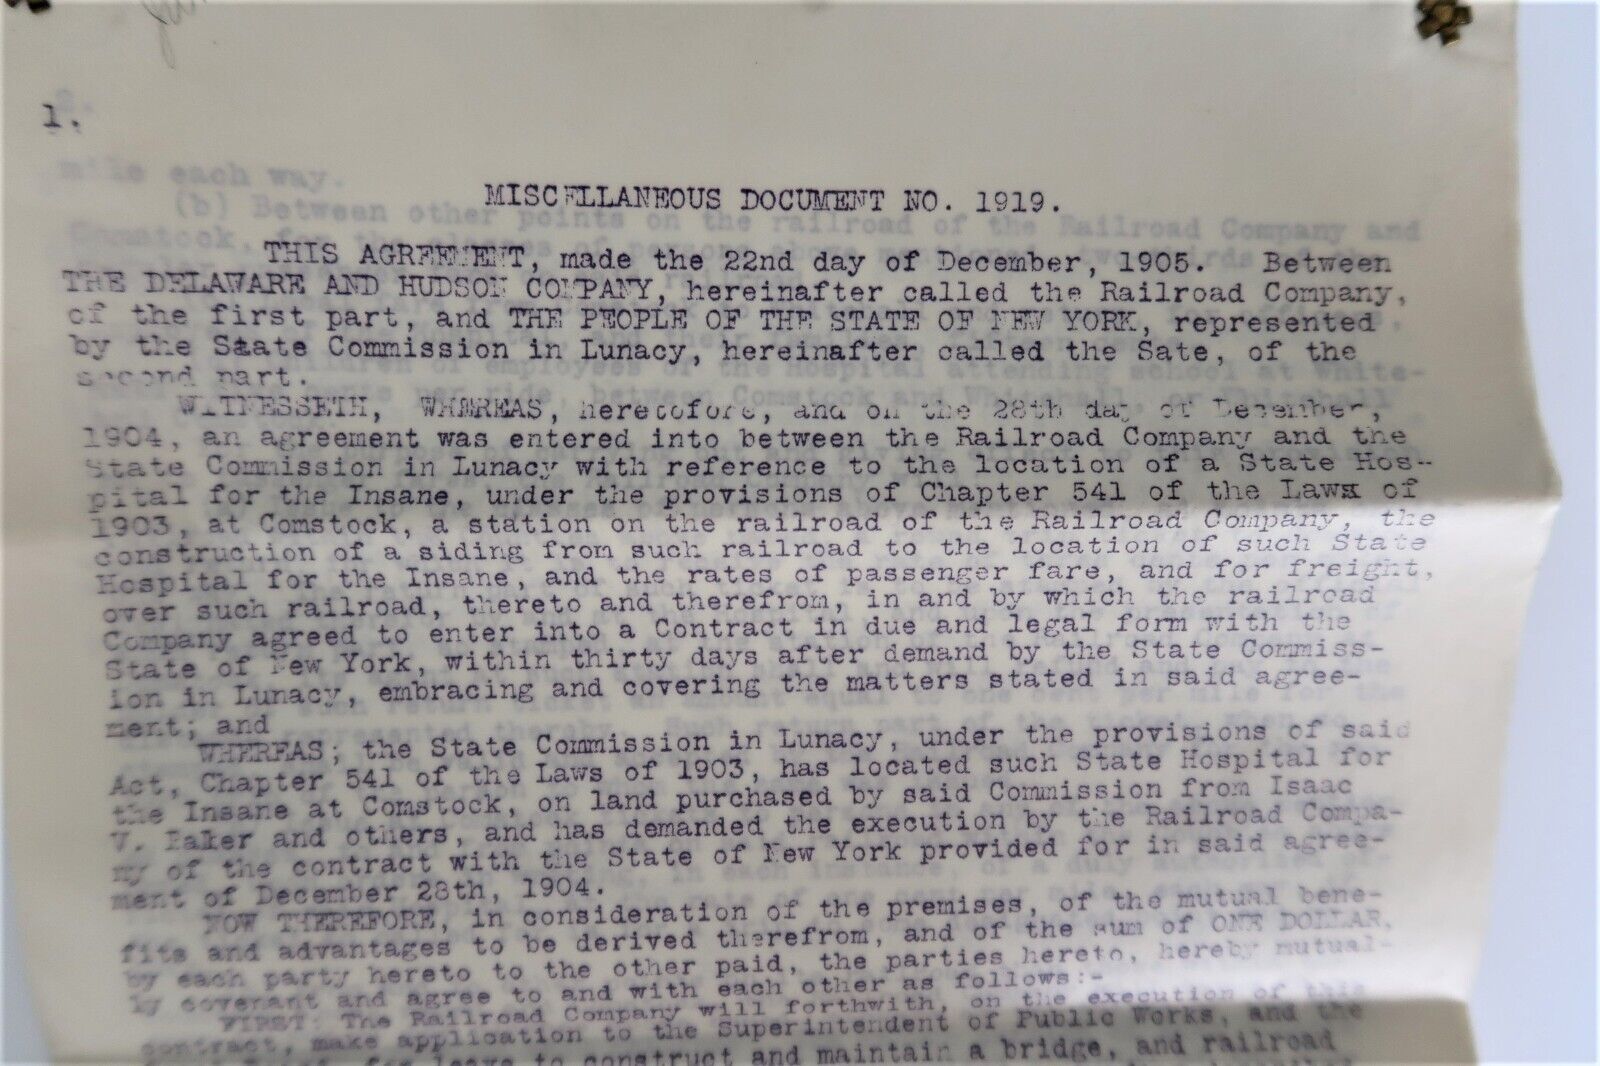 1.
MISCELLANEOUS DOCUMENT NO. 1919.
THIS AGREEMENT, made the 22nd day of December, 1905. Between
THE DELAWARE AND HUDSON COMPANY, hereinafter called the Railroad Company,
of the first part, and THE PEOPLE OF THE STATE OF NEW YORK, represented
by the State Commission in Lunacy, hereinafter called the Sate, of the
second part.
WITNESSETH, WHEREAS, heretofore, and on the 28th day of December,
1904, an agreement was entered into between the Railroad Company and the
State Commission in Lunacy with reference to the location of a State Hos-
pital for the Insane, under the provisions of Chapter 541 of the Laws of
1903, at Comstock, a station on the railroad of the Railroad Company, the
construction of a siding from such railroad to the location of such State
Hospital for the Insane, and the rates of passenger fare, and for freight,
over such railroad, thereto and therefrom, in and by which the railroad
Company agreed to enter into a Contract in due and legal form with the
State of New York, within thirty days after demand by the State Commiss-
ion in Lunacy, embracing and covering the matters stated in said agree-
ment; and
WHEREAS; the State Commission in Lunacy, under the provisions of said
Act, Chapter 541 of the Laws of 1903, has located such State Hospital for
the Insane at Comstock, on land purchased by said Commission from Isaac
V. Baker and others, and has demanded the execution by the Railroad Compa-
ny of the contract with the State of New York provided for in said agree-
ment of December 28th, 1904.
NOW THEREFORE, in consideration of the premises, of the mutual bene-
fits and advantages to be derived therefrom, and of the sum of ONE DOLLAR,
by each party hereto to the other paid, the parties hereto, hereby mutual-
ly covenant and agree to and with each other as follows:-
FIRST: The Railroad Company will forthwith, on the execution of this
contract, make application to the Superintendent of Public Works, and the
for leave to construct and maintain a bridge, and railroad